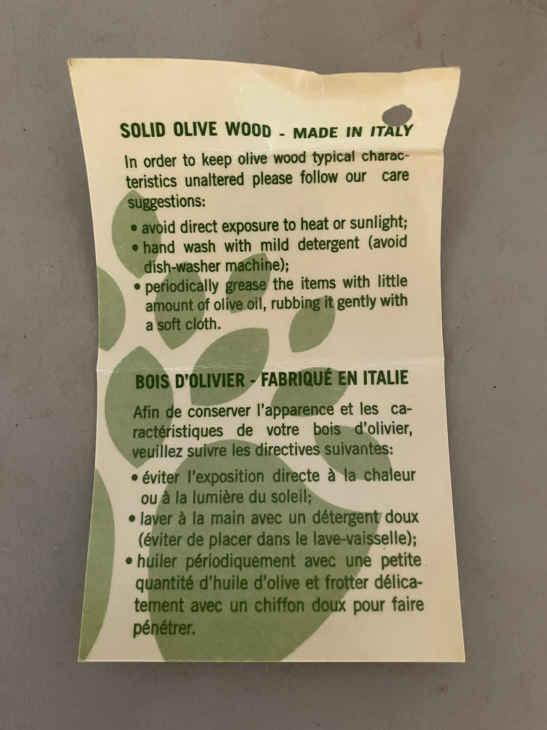 SOLID OLIVE WOOD - MADE IN ITALY
In order to keep olive wood typical charac-
teristics unaltered please follow our care
suggestions:
• avoid direct exposure to heat or sunlight;
• hand wash with mild detergent (avoid
dish-washer machine);
• periodically grease the items with little
amount of olive oil, rubbing it gently with
a soft cloth.
BOIS D'OLIVIER - FABRIQUÉ EN ITALIE
Afin de conserver l'apparence et les ca-
ractéristiques de votre bois d'olivier,
veuillez suivre les directives suivantes:
• éviter l'exposition directe à la chaleur
ou à la lumière du soleil;
• laver à la main avec un détergent doux
(éviter de placer dans le lave-vaisselle);
• huiler périodiquement avec une petite
quantité d'huile d'olive et frotter délica-
tement avec un chiffon doux pour faire
pénétrer.